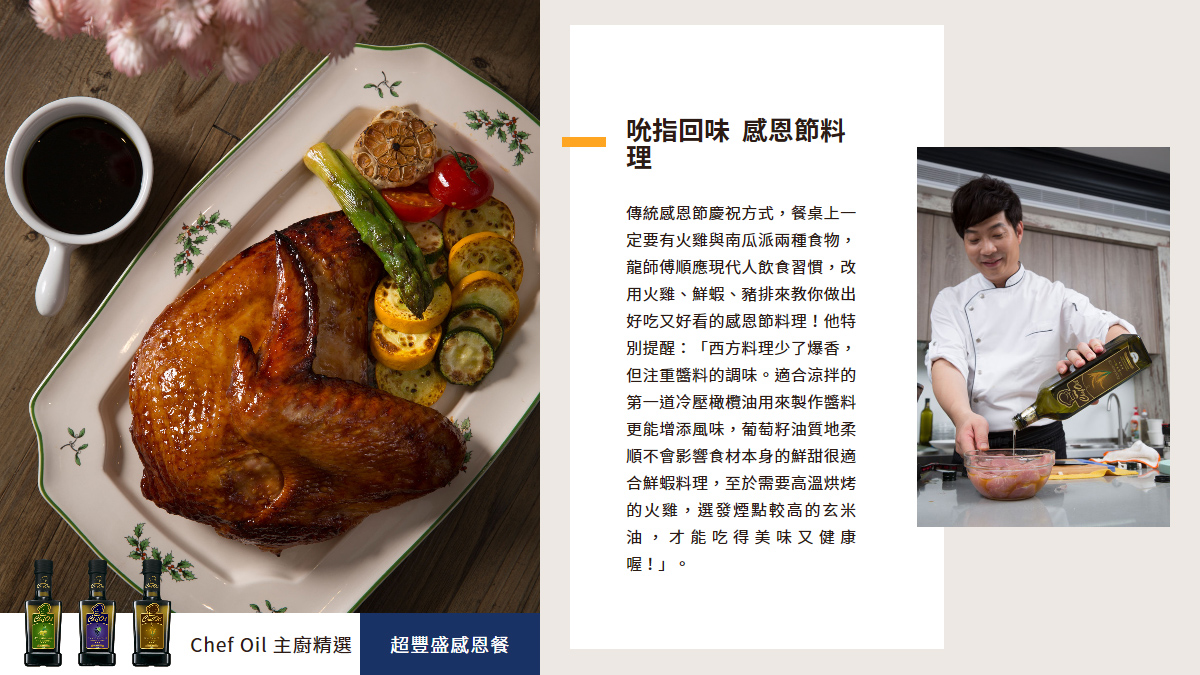 吮指回味 感恩節料
理
傳統感恩節慶祝方式，餐桌上一
定要有火雞與南瓜派兩種食物，
龍師傅順應現代人飲食習慣，改
用火雞、鮮蝦、豬排來教你做出
好吃又好看的感恩節料理！他特
別提醒：「西方料理少了爆香，
但注重醬料的調味。適合涼拌的
第一道冷壓橄欖油用來製作醬料
更能增添風味，葡萄籽油質地柔
順不會影響食材本身的鮮甜很適
合鮮蝦料理，至於需要高溫烘烤
的火雞，選發煙點較高的玄米
油，才能吃得美味又健康
喔！」。
Chef Oil 主廚精選
超豐盛感恩餐